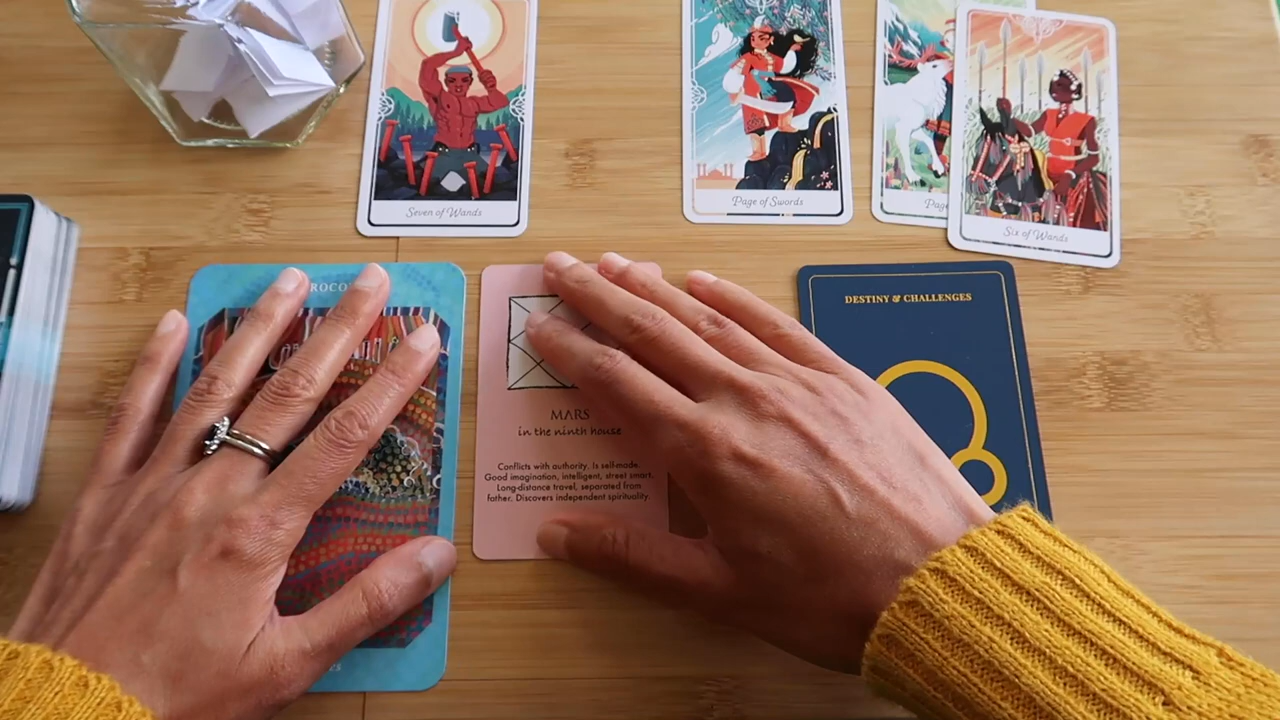 Seven of Wands
Page of Swords
Page
Six of Wands
DESTINY & CHALLENGES
MARS
in the ninth house
Conflicts with authority. Is self-made.
Good imagination, intelligent, street smart.
Long-distance travel, separated from
father. Discovers independent spirituality.